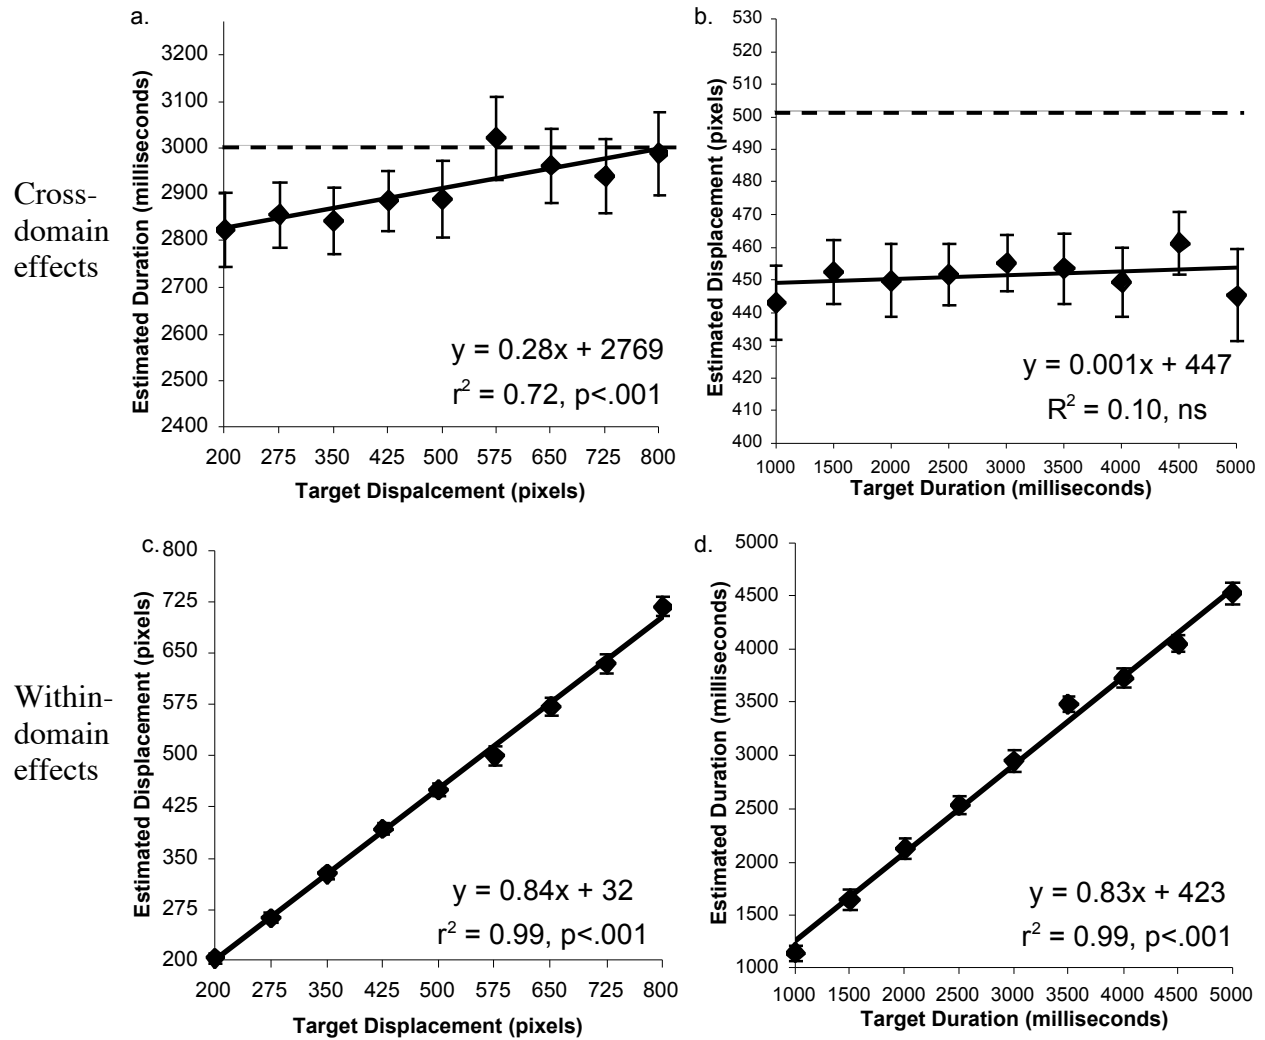 a.
3200
3100
3000
2900
2800
2700
2600
2500
2400
Estimated Duration (milliseconds)
y = 0.28x + 2769
r² = 0.72, p<.001
200 275 350 425 500 575 650 725 800
Target Dispalcement (pixels)
b.
530
520
510
500
490
480
470
460
450
440
430
420
410
400
Estimated Displacement (pixels)
y = 0.001x + 447
R² = 0.10, ns
1000 1500 2000 2500 3000 3500 4000 4500 5000
Target Duration (milliseconds)
Cross-
domain
effects
c.
800
725
650
575
500
425
350
275
200
Estimated Displacement (pixels)
y = 0.84x + 32
r² = 0.99, p<.001
200 275 350 425 500 575 650 725 800
Target Displacement (pixels)
d.
5000
4500
4000
3500
3000
2500
2000
1500
1000
Estimated Duration (milliseconds)
y = 0.83x + 423
r² = 0.99, p<.001
1000 1500 2000 2500 3000 3500 4000 4500 5000
Target Duration (milliseconds)
Within-
domain
effects